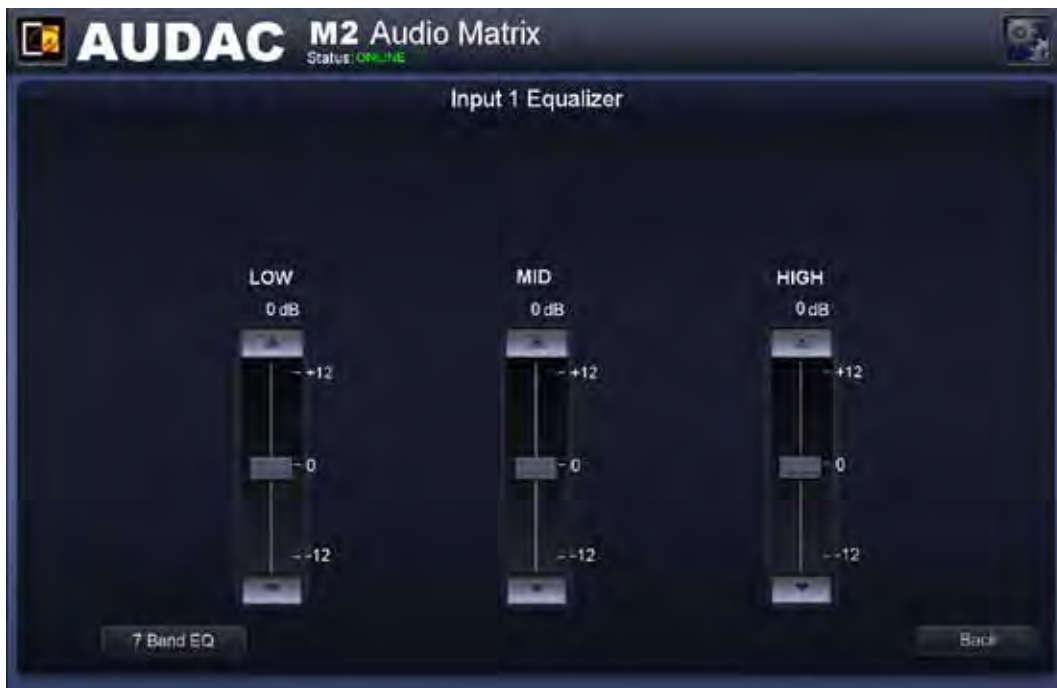 AUDAC M2 Audio Matrix
Status: ONLINE
Input 1 Equalizer
LOW MID HIGH
0 dB 0 dB 0 dB
+12 +12 +12
0 0 0
-12 -12 -12
7 Band EQ Back